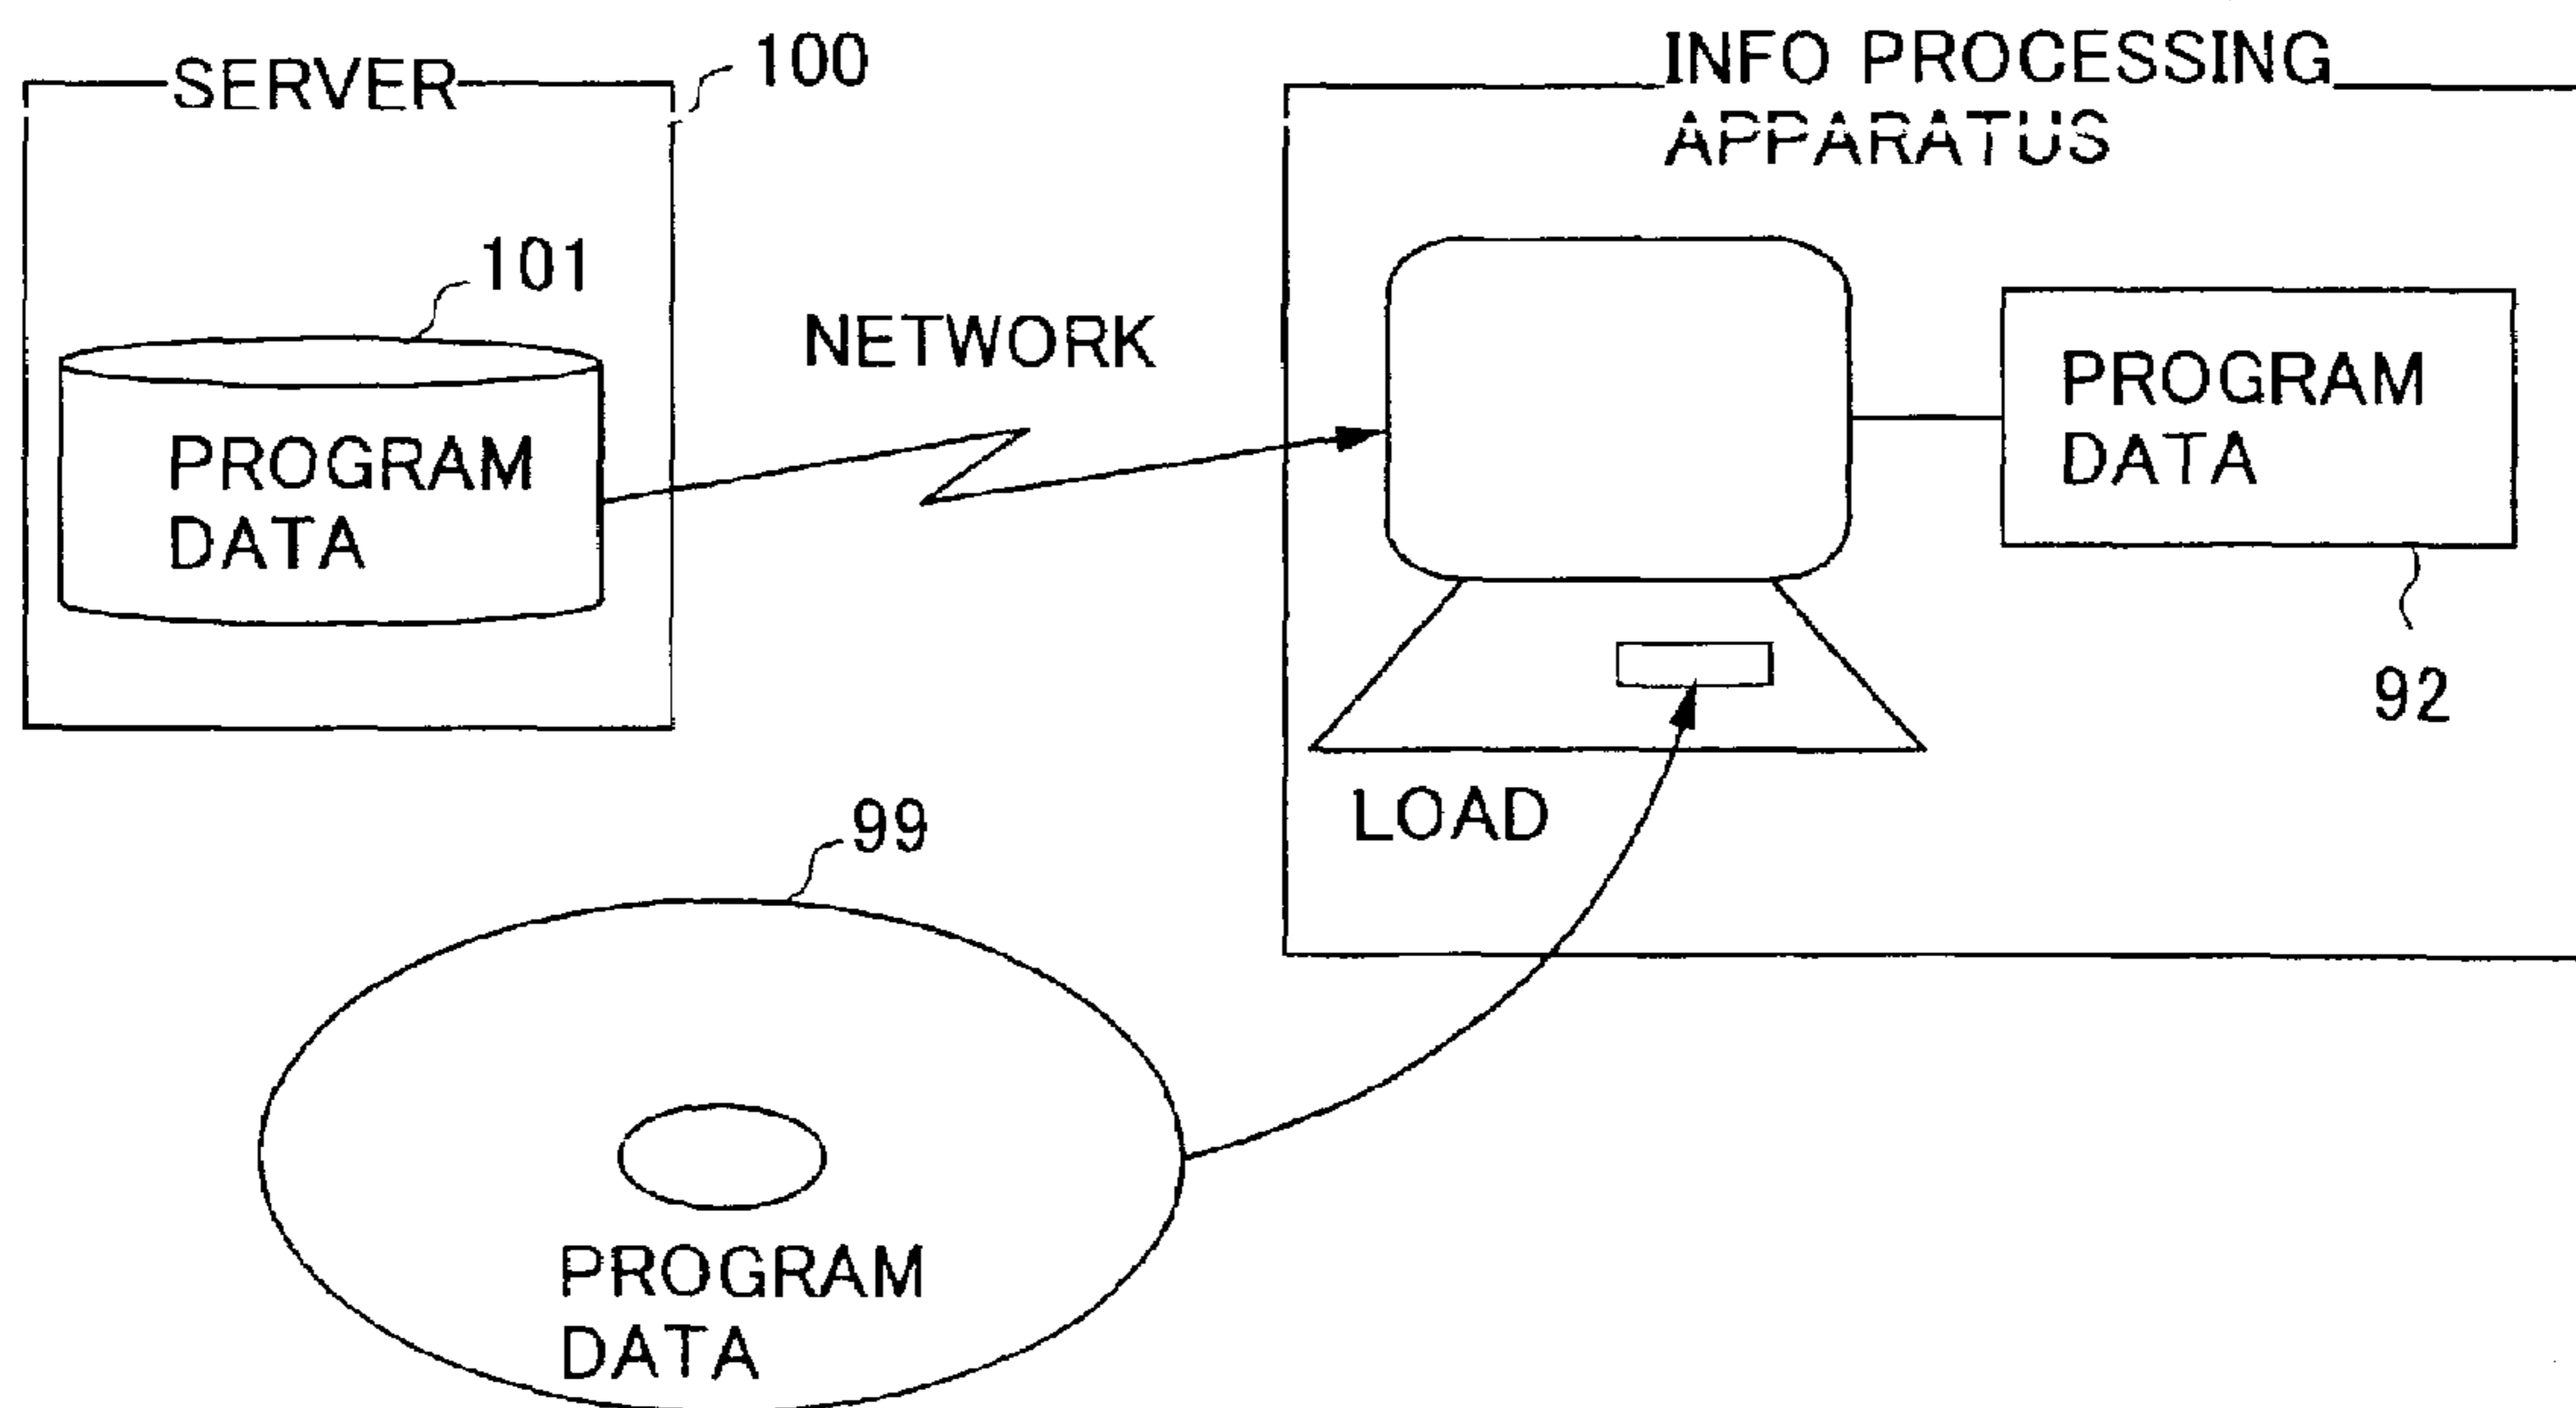 SERVER
100
INFO PROCESSING
APPARATUS
101
NETWORK
PROGRAM
DATA
PROGRAM
DATA
92
LOAD
99
PROGRAM
DATA